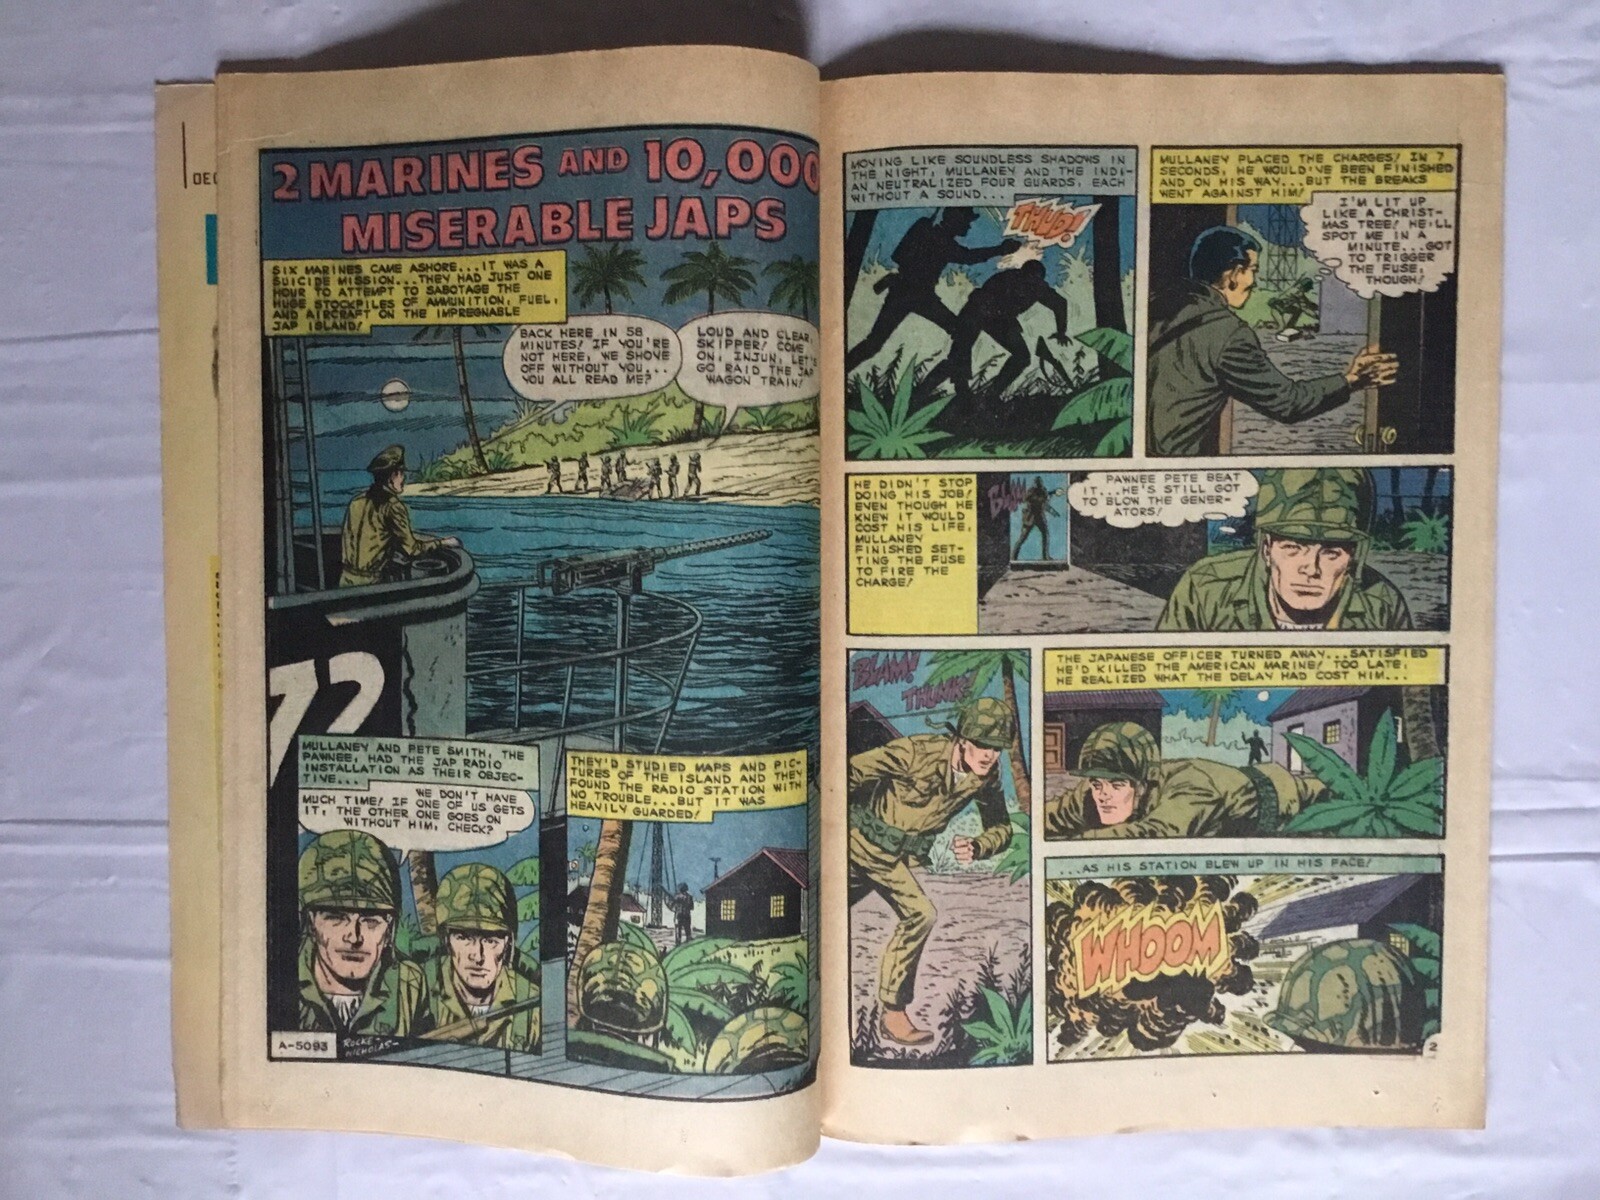 DEC
2 MARINES AND 10,000
MISERABLE JAPS
SIX MARINES CAME ASHORE...IT WAS A
SUICIDE MISSION...THEY HAD JUST ONE
HOUR TO ATTEMPT TO SABOTAGE THE
HUGE STOCKPILES OF AMMUNITION, FUEL,
AND AIRCRAFT ON THE IMPREGNABLE
JAP ISLAND!
BACK HERE IN 58
MINUTES! IF YOU'RE
NOT HERE, WE SHOVE
OFF WITHOUT YOU...
YOU ALL READ ME?
LOUD AND CLEAR,
SKIPPER! COME
ON, INJUN, LET'S
GO RAID THE JAP
WAGON TRAIN!
72
MULLANEY AND PETE SMITH, THE
PAWNEE, HAD THE JAP RADIO
INSTALLATION AS THEIR OBJEC-
TIVE...
WE DON'T HAVE
MUCH TIME! IF ONE OF US GETS
IT, THE OTHER ONE GOES ON
WITHOUT HIM, CHECK?
A-5093
ROCKE-
NICHOLAS-
THEY'D STUDIED MAPS AND PIC-
TURES OF THE ISLAND AND THEY
FOUND THE RADIO STATION WITH
NO TROUBLE...BUT IT WAS
HEAVILY GUARDED!
MOVING LIKE SOUNDLESS SHADOWS IN
THE NIGHT, MULLANEY AND THE INDI-
AN NEUTRALIZED FOUR GUARDS, EACH
WITHOUT A SOUND...
THUD!
MULLANEY PLACED THE CHARGES! IN 7
SECONDS, HE WOULD'VE BEEN FINISHED
AND ON HIS WAY...BUT THE BREAKS
WENT AGAINST HIM!
I'M LIT UP
LIKE A CHRIST-
MAS TREE! HE'LL
SPOT ME IN A
MINUTE...GOT
TO TRIGGER
THE FUSE,
THOUGH!
HE DIDN'T STOP
DOING HIS JOB!
EVEN THOUGH HE
KNEW IT WOULD
COST HIS LIFE,
MULLANEY
FINISHED SET-
TING THE FUSE
TO FIRE THE
CHARGE!
BLAM!
PAWNEE PETE BEAT
IT...HE'S STILL GOT
TO BLOW THE GENER-
ATORS!
BLAM!
THUNK!
THE JAPANESE OFFICER TURNED AWAY...SATISFIED
HE'D KILLED THE AMERICAN MARINE! TOO LATE,
HE REALIZED WHAT THE DELAY HAD COST HIM...
...AS HIS STATION BLEW UP IN HIS FACE!
WHOOM
2